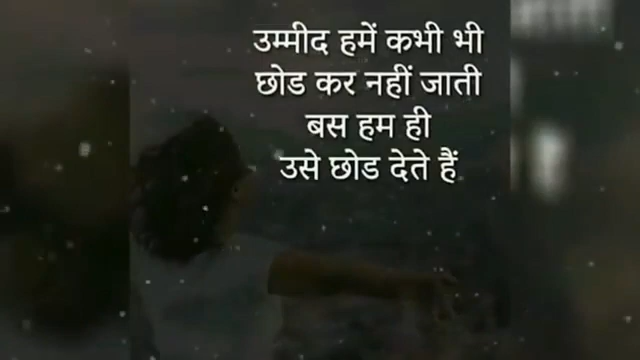 उम्मीद हमें कभी भी
छोड कर नहीं जाती
बस हम ही
उसे छोड देते हैं